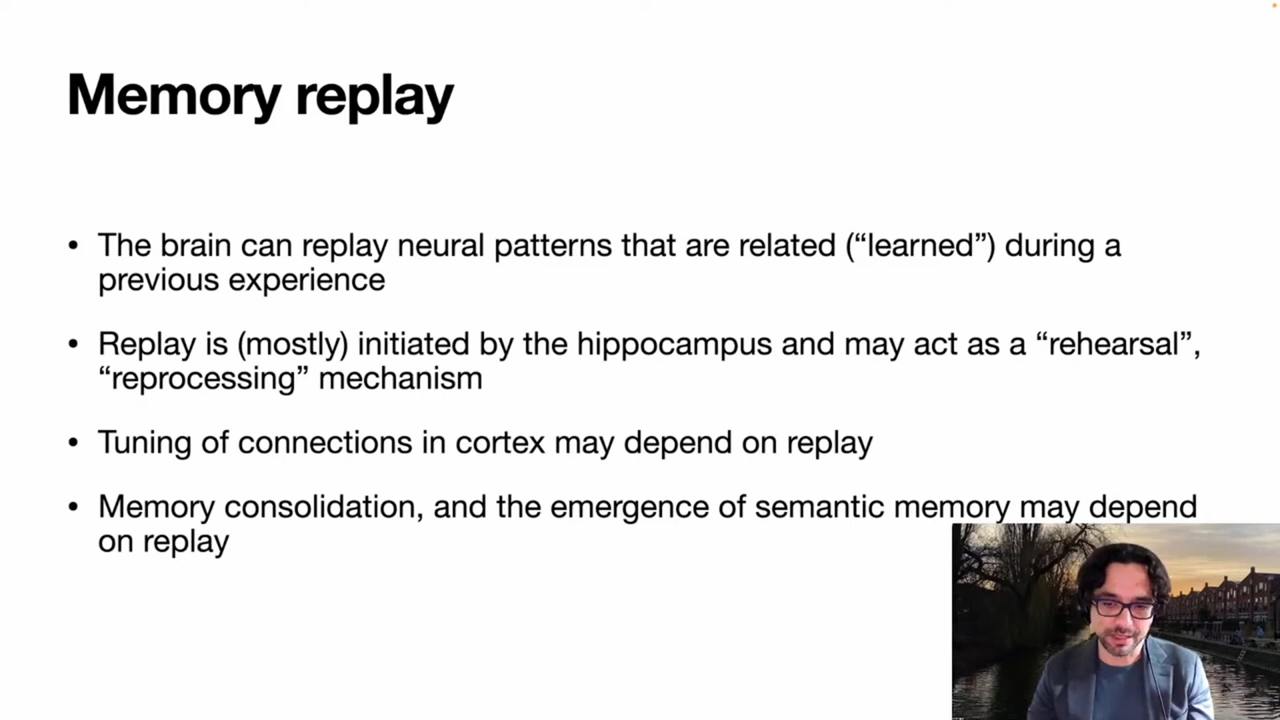 Memory replay
• The brain can replay neural patterns that are related (“learned”) during a
previous experience
• Replay is (mostly) initiated by the hippocampus and may act as a “rehearsal”,
“reprocessing” mechanism
• Tuning of connections in cortex may depend on replay
• Memory consolidation, and the emergence of semantic memory may depend
on replay